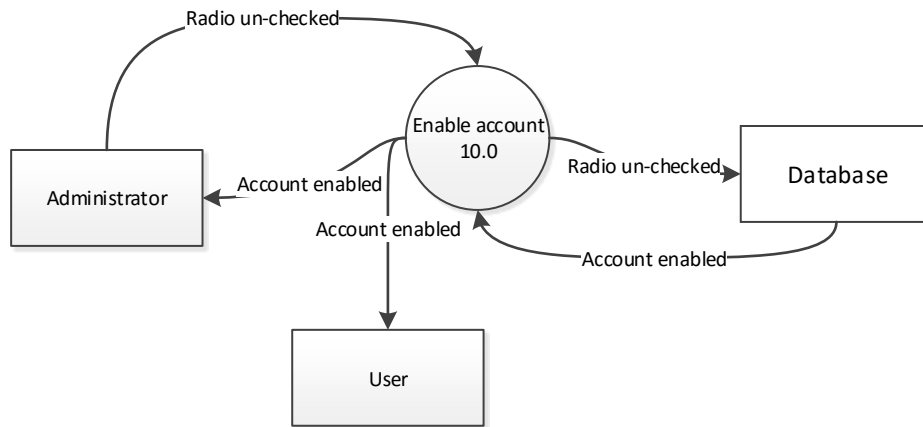 Radio un-checked
Enable account
10.0
Radio un-checked
Database
Administrator
Account enabled
Account enabled
Account enabled
User